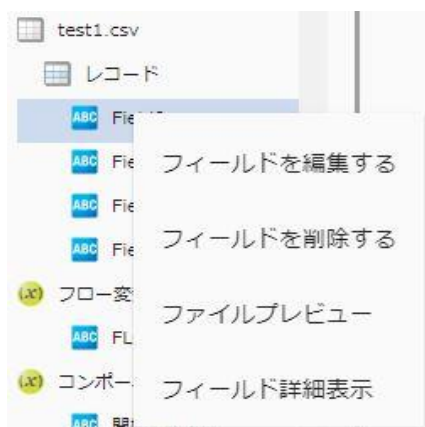 test1.csv
レコード
ABC
ABC Fie
フィールドを編集する
ABC Fie
フィールドを削除する
ABC Fie
(x) フロー変
ファイルプレビュー
ABC FL
(x) コンポー
フィールド詳細表示
ABC